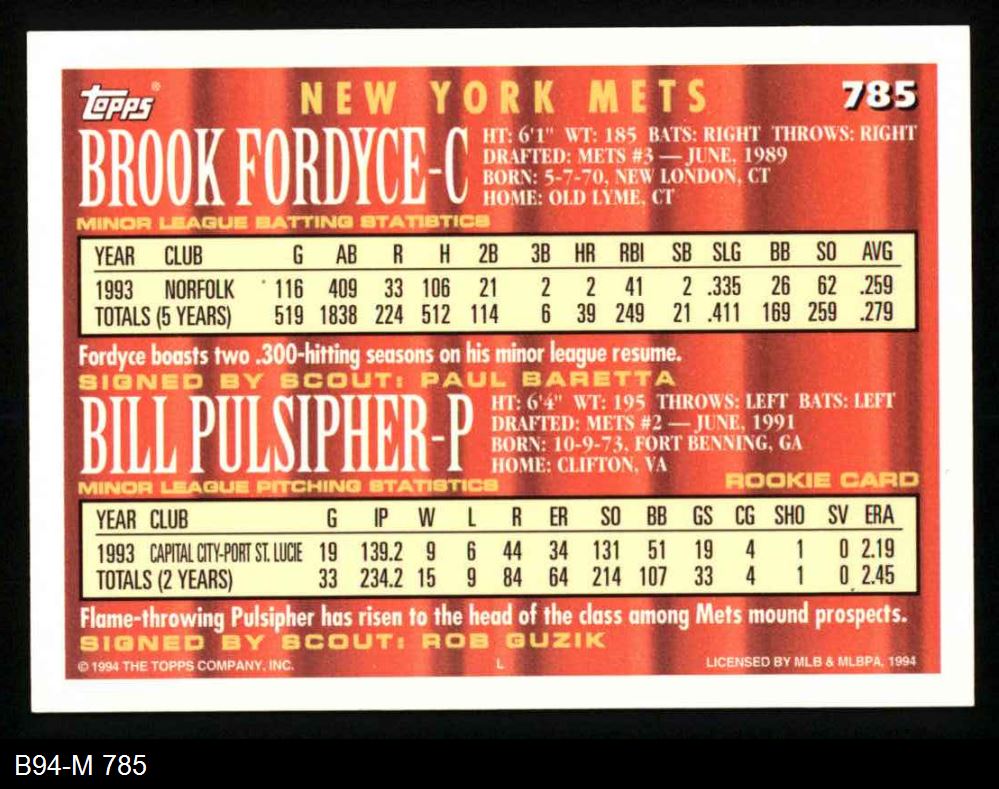 Topps® NEW YORK METS 785
BROOK FORDYCE-C
HT: 6'1" WT: 185 BATS: RIGHT THROWS: RIGHT
DRAFTED: METS #3 — JUNE, 1989
BORN: 5-7-70, NEW LONDON, CT
HOME: OLD LYME, CT
MINOR LEAGUE BATTING STATISTICS
YEAR CLUB G AB R H 2B 3B HR RBI SB SLG BB SO AVG
1993 NORFOLK 116 409 33 106 21 2 2 41 2 .335 26 62 .259
TOTALS (5 YEARS) 519 1838 224 512 114 6 39 249 21 .411 169 259 .279
Fordyce boasts two .300-hitting seasons on his minor league resume.
SIGNED BY SCOUT: PAUL BARETTA
BILL PULSIPHER-P
HT: 6'4" WT: 195 THROWS: LEFT BATS: LEFT
DRAFTED: METS #2 — JUNE, 1991
BORN: 10-9-73, FORT BENNING, GA
HOME: CLIFTON, VA
MINOR LEAGUE PITCHING STATISTICS ROOKIE CARD
YEAR CLUB G IP W L R ER SO BB GS CG SHO SV ERA
1993 CAPITAL CITY-PORT ST. LUCIE 19 139.2 9 6 44 34 131 51 19 4 1 0 2.19
TOTALS (2 YEARS) 33 234.2 15 9 84 64 214 107 33 4 1 0 2.45
Flame-throwing Pulsipher has risen to the head of the class among Mets mound prospects.
SIGNED BY SCOUT: ROB GUZIK
© 1994 THE TOPPS COMPANY, INC. L LICENSED BY MLB & MLBPA, 1994
B94-M 785